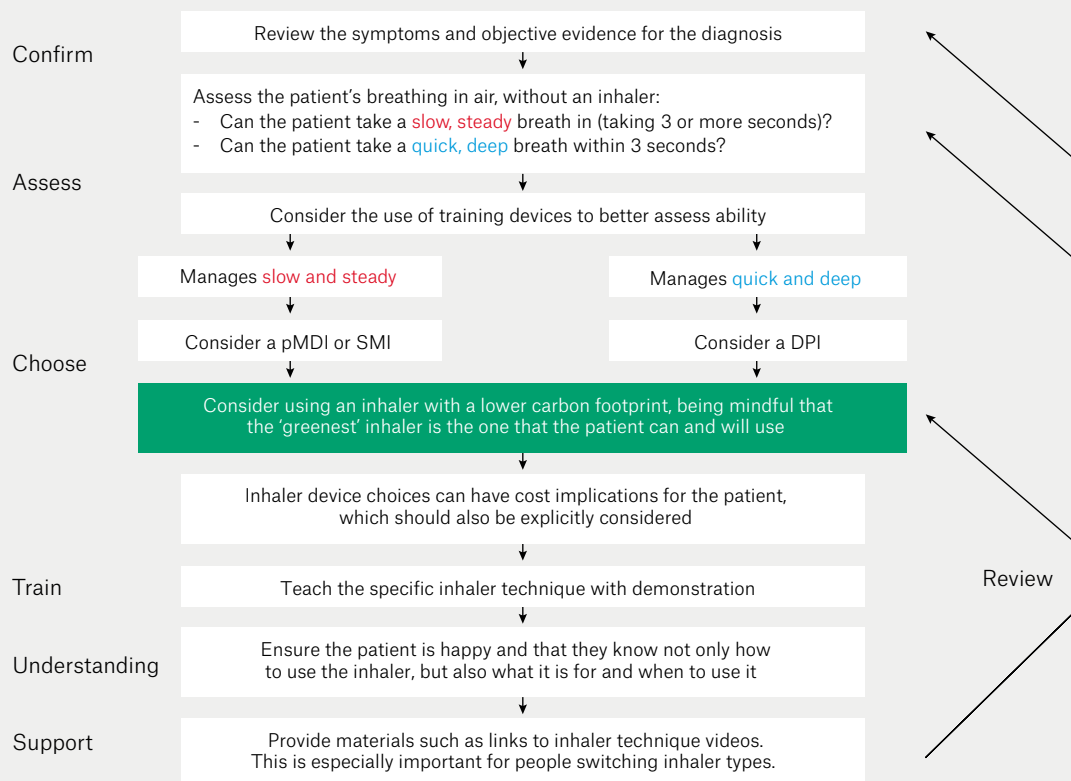 Confirm
Review the symptoms and objective evidence for the diagnosis
Assess
Assess the patient's breathing in air, without an inhaler:
- Can the patient take a slow, steady breath in (taking 3 or more seconds)?
- Can the patient take a quick, deep breath within 3 seconds?
Consider the use of training devices to better assess ability
Manages slow and steady
Manages quick and deep
Choose
Consider a pMDI or SMI
Consider a DPI
Consider using an inhaler with a lower carbon footprint, being mindful that
the ‘greenest’ inhaler is the one that the patient can and will use
Inhaler device choices can have cost implications for the patient,
which should also be explicitly considered
Train
Teach the specific inhaler technique with demonstration
Review
Understanding
Ensure the patient is happy and that they know not only how
to use the inhaler, but also what it is for and when to use it
Support
Provide materials such as links to inhaler technique videos.
This is especially important for people switching inhaler types.